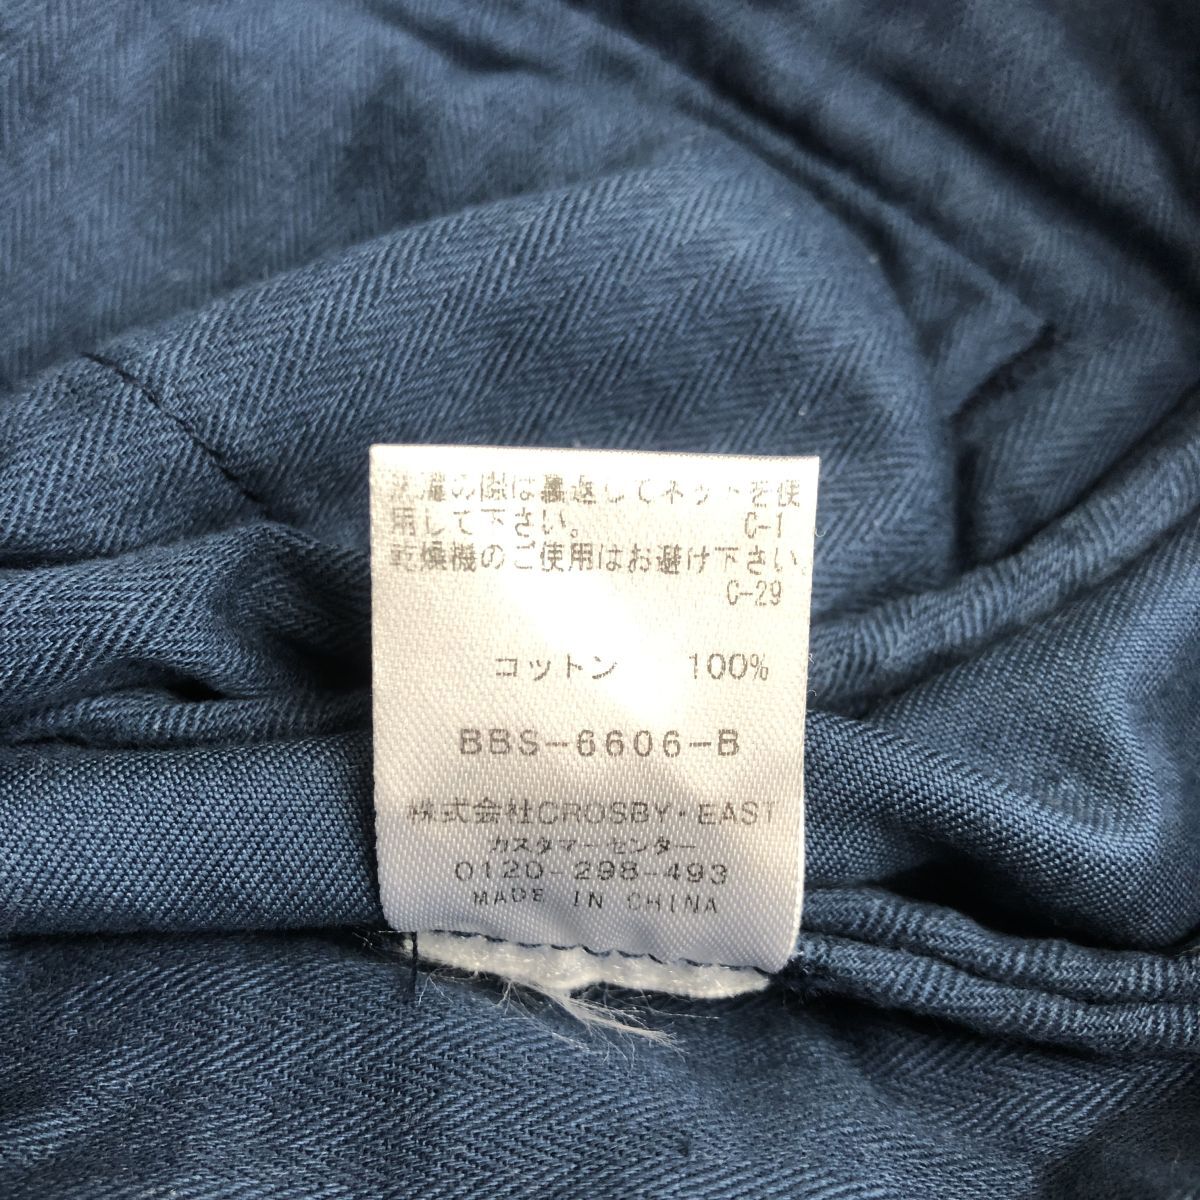 洗濯の際は裏返してネットを使
用して下さい。 C-1
乾燥機のご使用はお避け下さい。
C-29
コットン 100%
BBS-6606-B
株式会社CROSBY・EAST
カスタマーセンター
0120-298-493
MADE IN CHINA